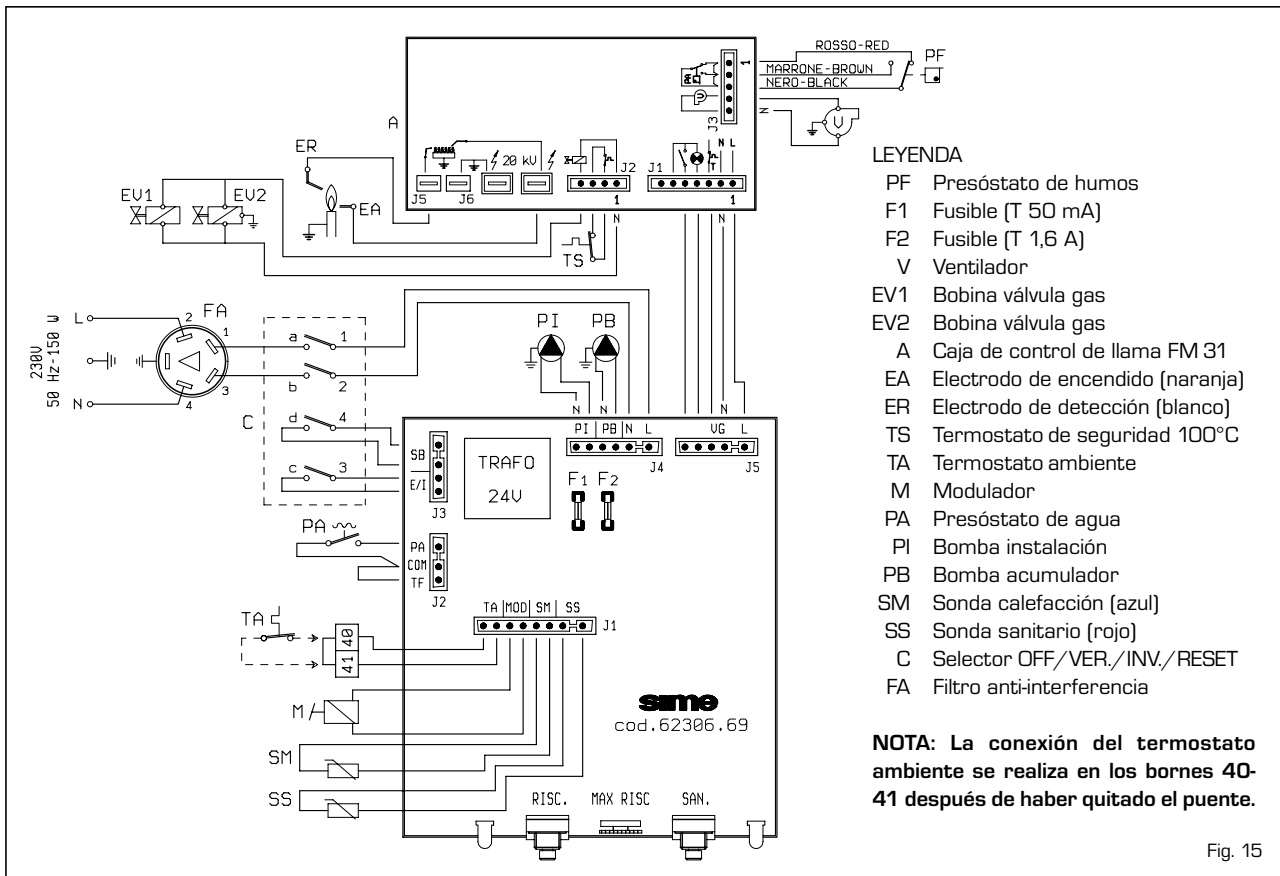 ROSSO-RED
PF
MARRONE-BROWN
NERO-BLACK
1
PA
V
J3
N
V
A
ER
20 kV
J2
J1
N L
T
J5
J6
1
1
EV1
EV2
EA
N
N
TS
FA
L
2
1
a
1
PI
PB
230V
50 Hz-150 W
b
2
N
4
3
C
d
4
N
N
PI
PB
N
L
VG
L
SB
TRAFO
24V
J4
J5
c
3
E/I
F1
F2
J3
PA
PA
COM
TF
J2
TA
TA
MOD
SM
SS
J1
40
41
M
sime
cod.62306.69
SM
SS
RISC.
MAX RISC
SAN.
LEYENDA
PF Presóstato de humos
F1 Fusible (T 50 mA)
F2 Fusible (T 1,6 A)
V Ventilador
EV1 Bobina válvula gas
EV2 Bobina válvula gas
A Caja de control de llama FM 31
EA Electrodo de encendido (naranja)
ER Electrodo de detección (blanco)
TS Termostato de seguridad 100°C
TA Termostato ambiente
M Modulador
PA Presóstato de agua
PI Bomba instalación
PB Bomba acumulador
SM Sonda calefacción (azul)
SS Sonda sanitario (rojo)
C Selector OFF/VER./INV./RESET
FA Filtro anti-interferencia
NOTA: La conexión del termostato
ambiente se realiza en los bornes 40-
41 después de haber quitado el puente.
Fig. 15